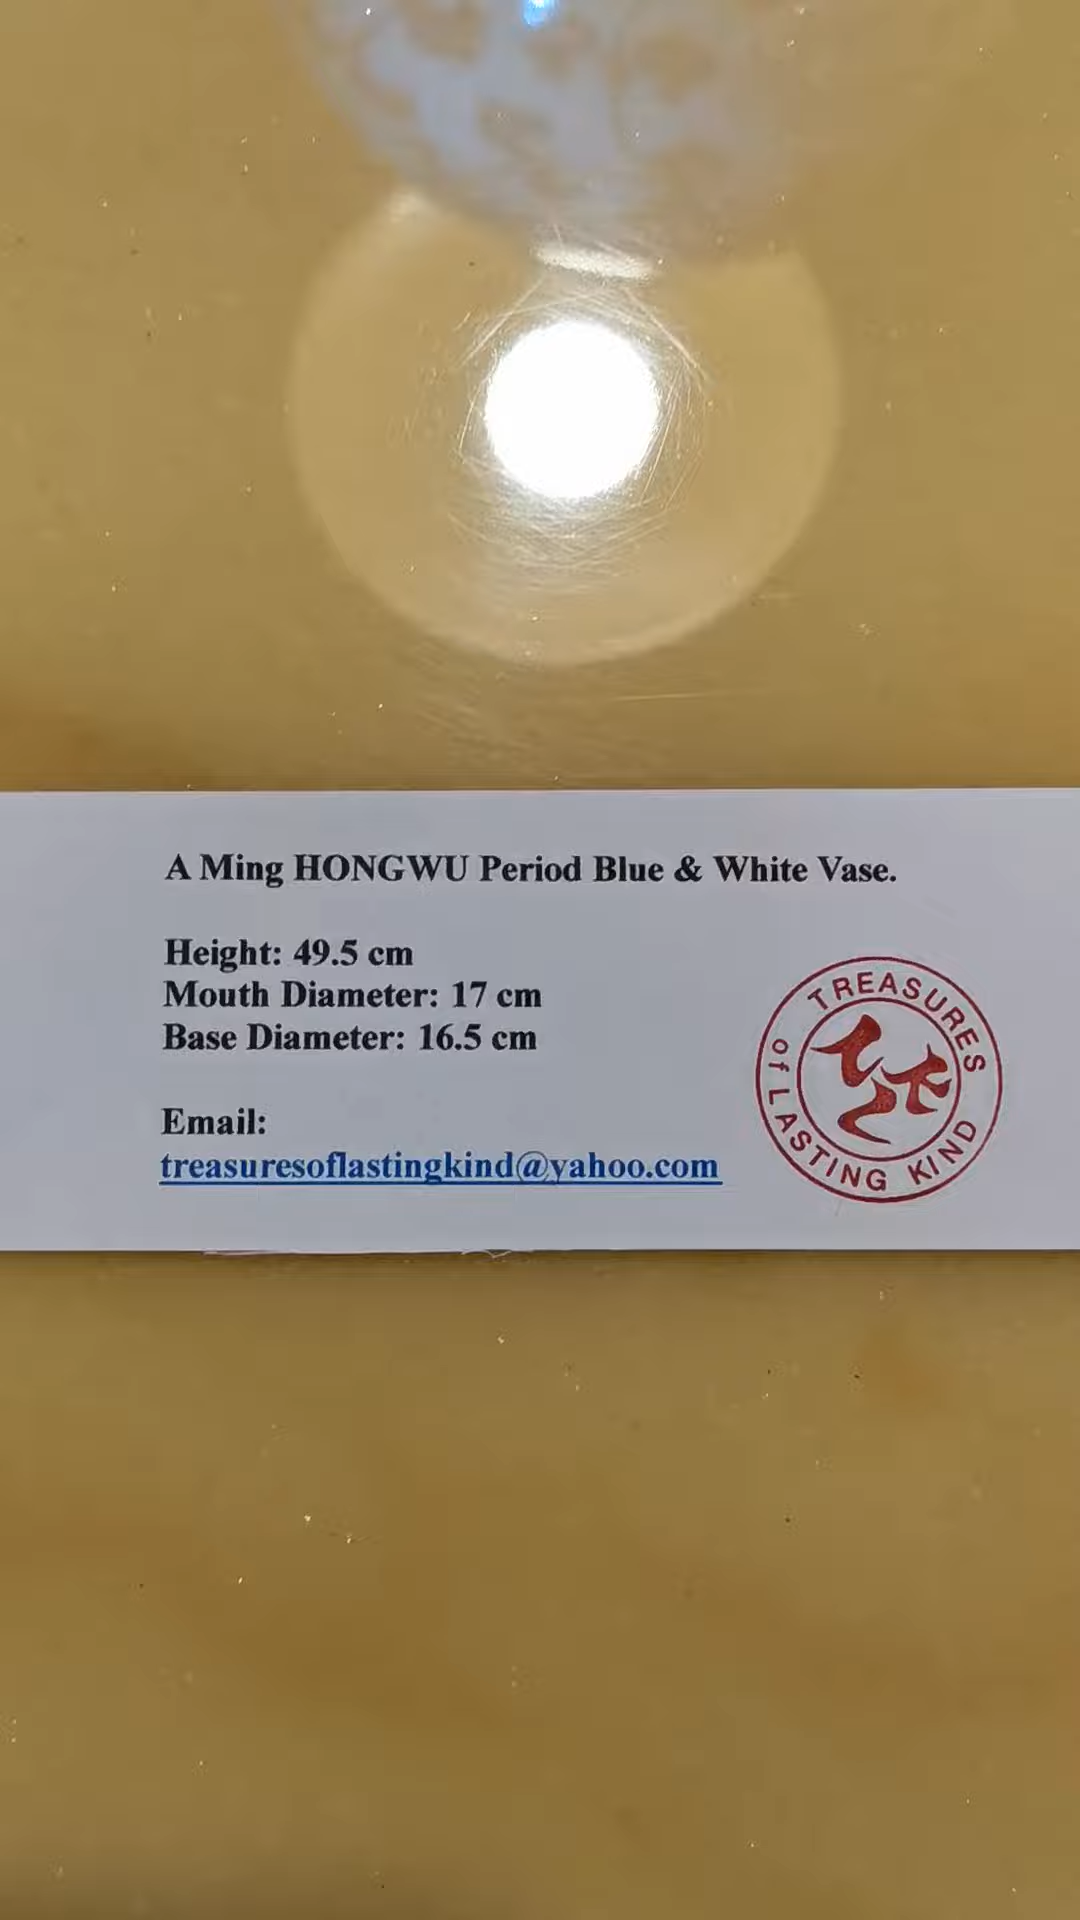 A Ming HONGWU Period Blue & White Vase.
Height: 49.5 cm
Mouth Diameter: 17 cm
Base Diameter: 16.5 cm
Email:
treasuresoflastingkind@yahoo.com
TREASURES
of LASTING KIND